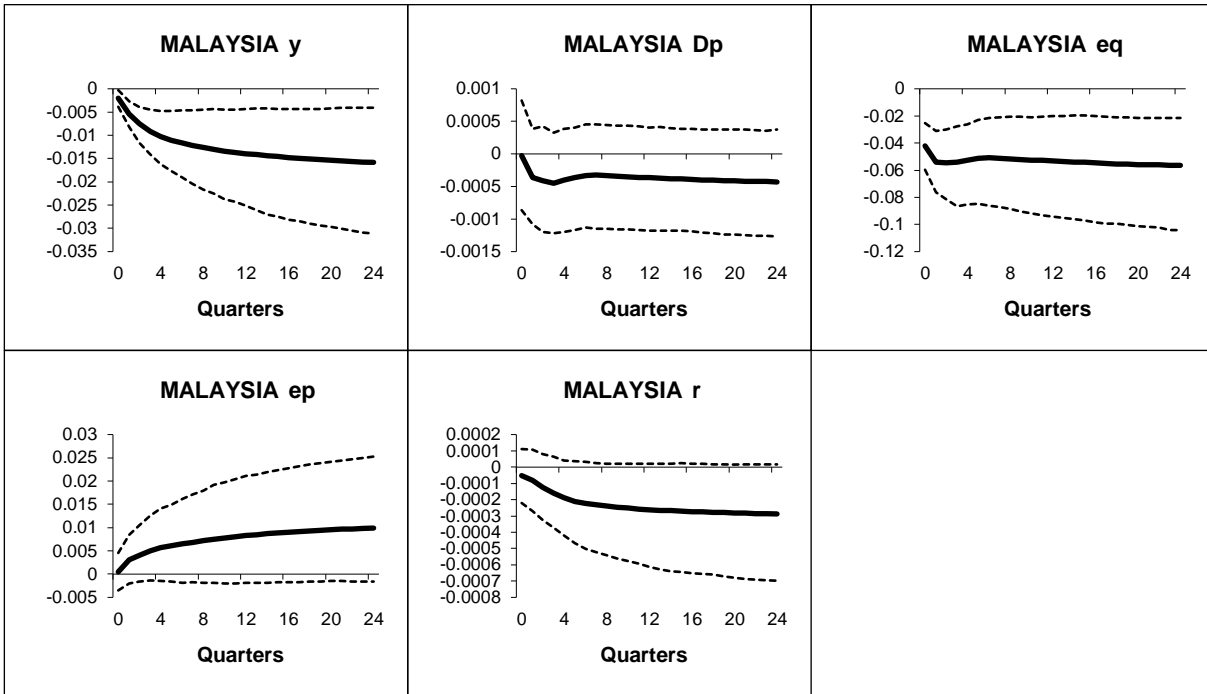 MALAYSIA y
0
-0.005
-0.01
-0.015
-0.02
-0.025
-0.03
-0.035
0 4 8 12 16 20 24
Quarters
MALAYSIA Dp
0.001
0.0005
0
-0.0005
-0.001
-0.0015
0 4 8 12 16 20 24
Quarters
MALAYSIA eq
0
-0.02
-0.04
-0.06
-0.08
-0.1
-0.12
0 4 8 12 16 20 24
Quarters
MALAYSIA ep
0.03
0.025
0.02
0.015
0.01
0.005
0
-0.005
0 4 8 12 16 20 24
Quarters
MALAYSIA r
0.0002
0.0001
0
-0.0001
-0.0002
-0.0003
-0.0004
-0.0005
-0.0006
-0.0007
-0.0008
0 4 8 12 16 20 24
Quarters